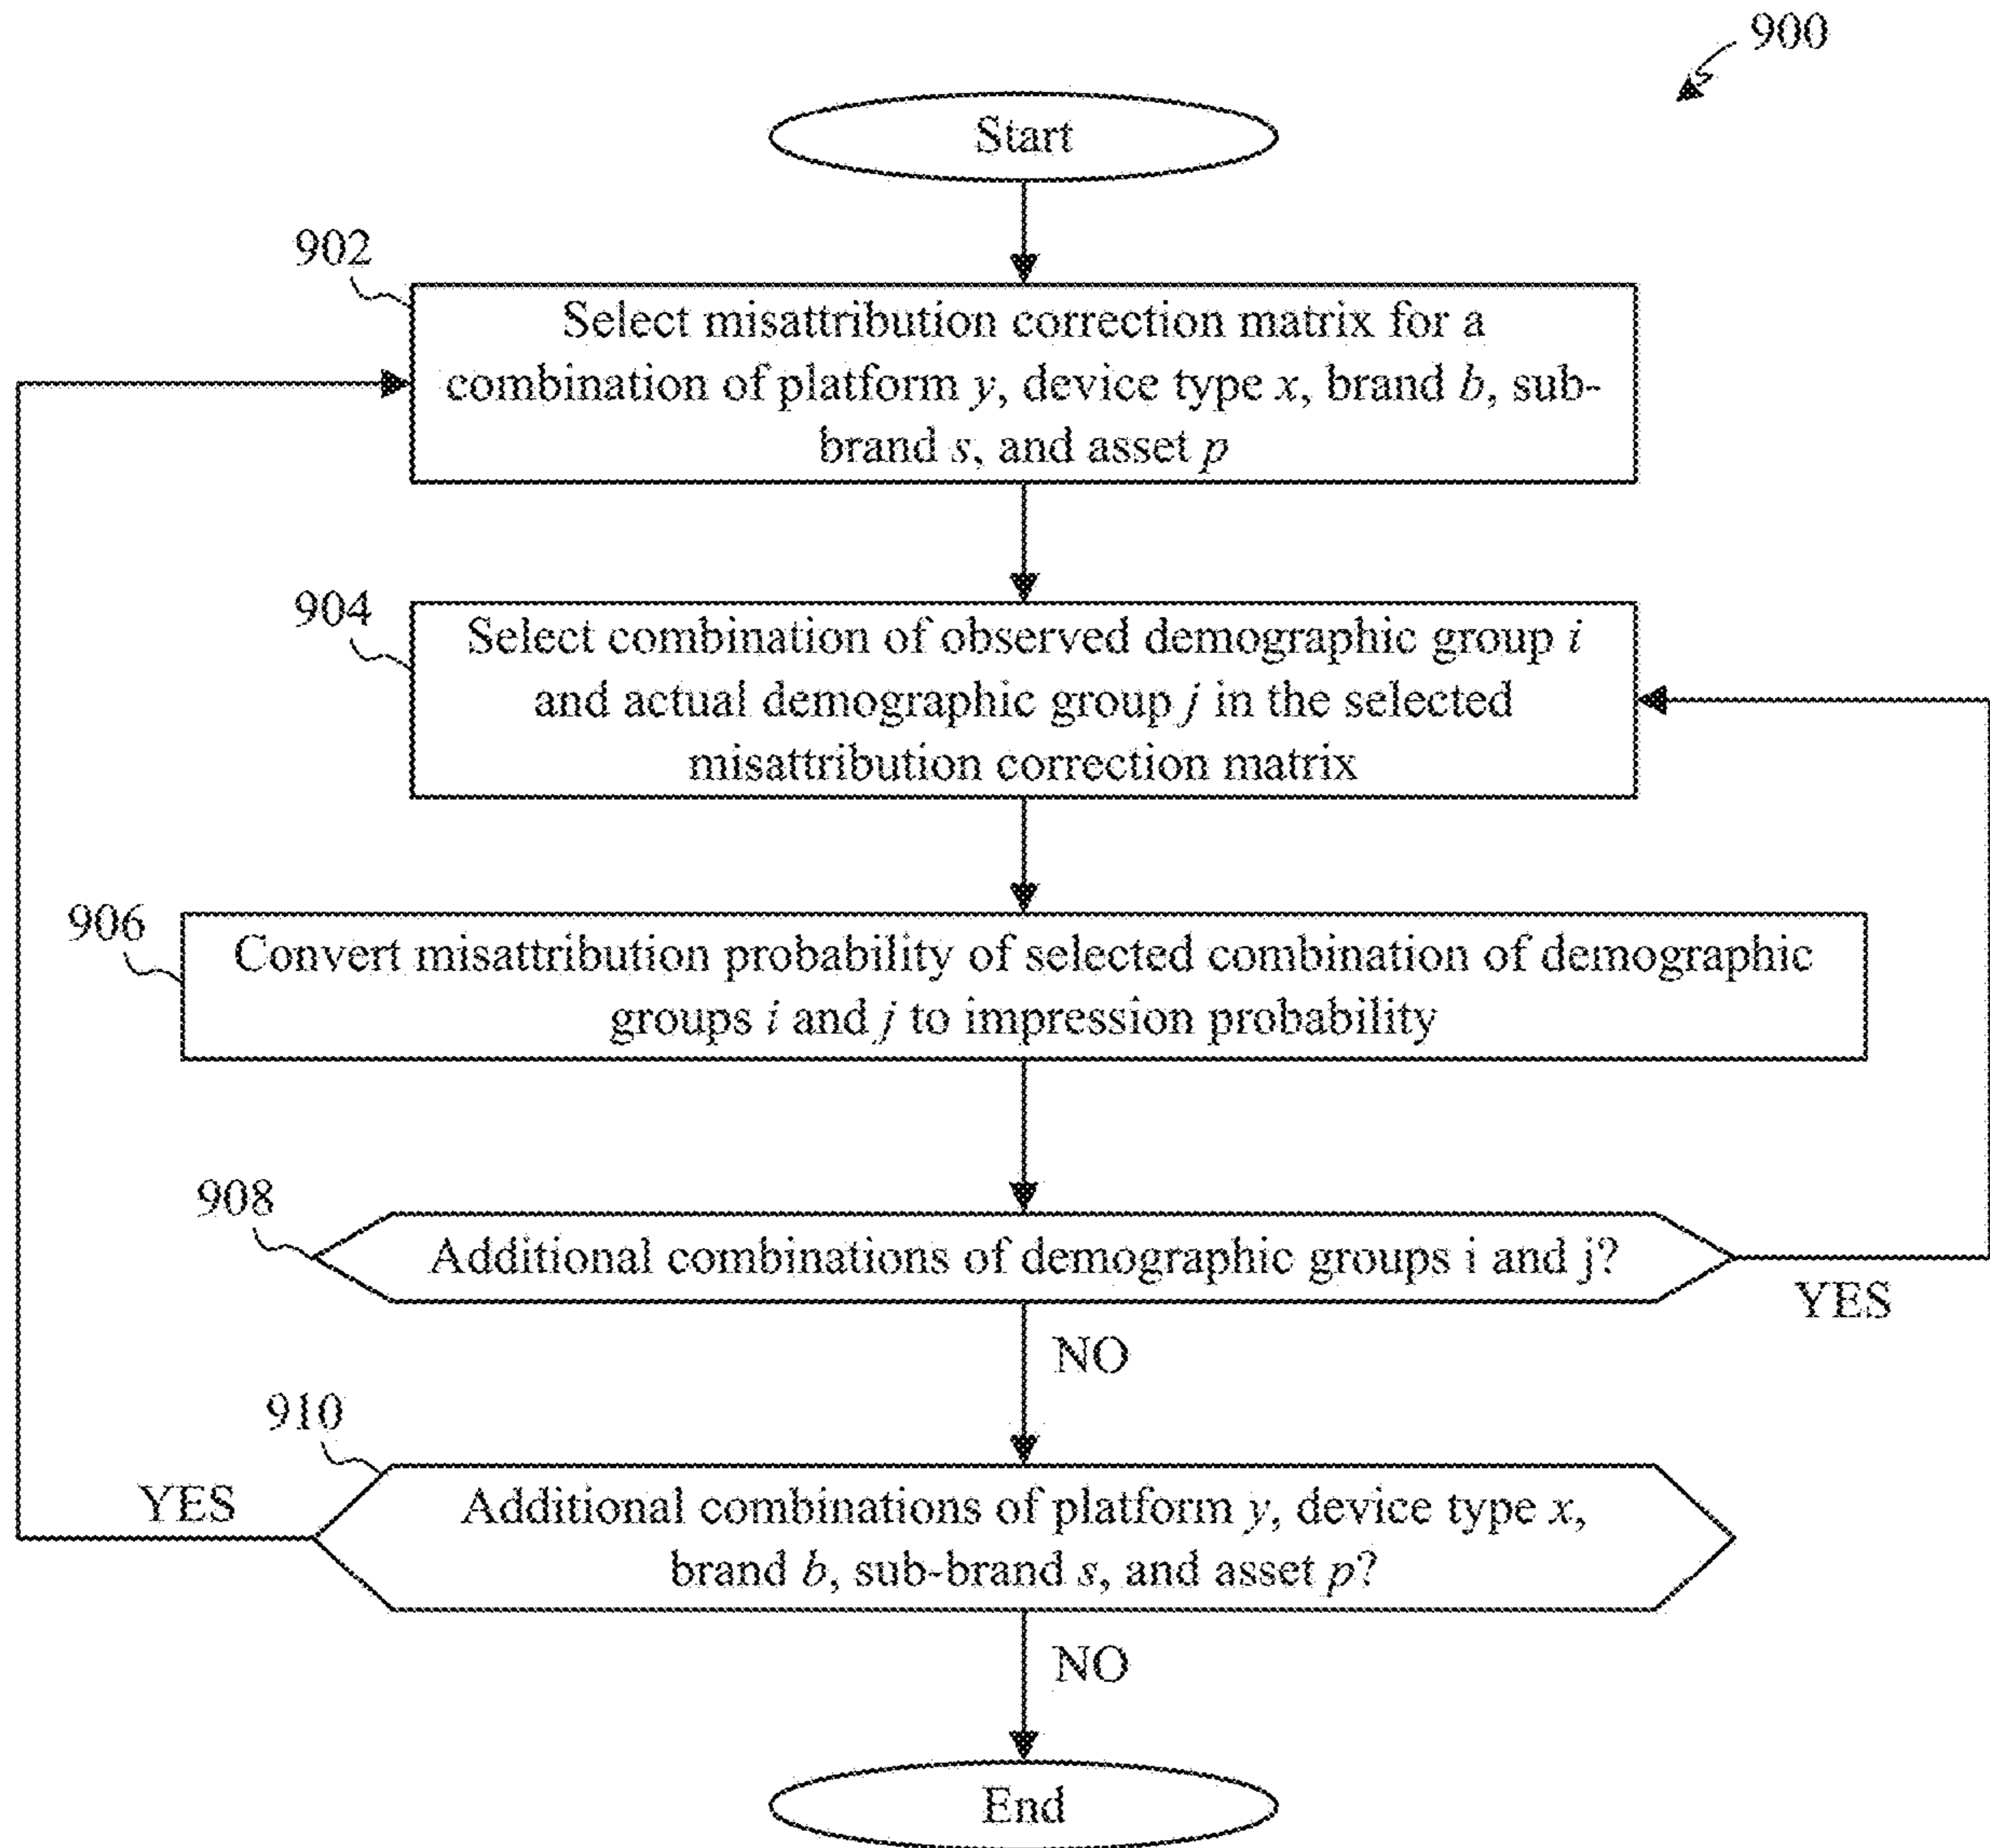 900
Start
902
Select misattribution correction matrix for a
combination of platform y, device type x, brand b, sub-
brand s, and asset p
904
Select combination of observed demographic group i
and actual demographic group j in the selected
misattribution correction matrix
906
Convert misattribution probability of selected combination of demographic
groups i and j to impression probability
908
Additional combinations of demographic groups i and j?
YES
NO
910
YES
Additional combinations of platform y, device type x,
brand b, sub-brand s, and asset p?
NO
End